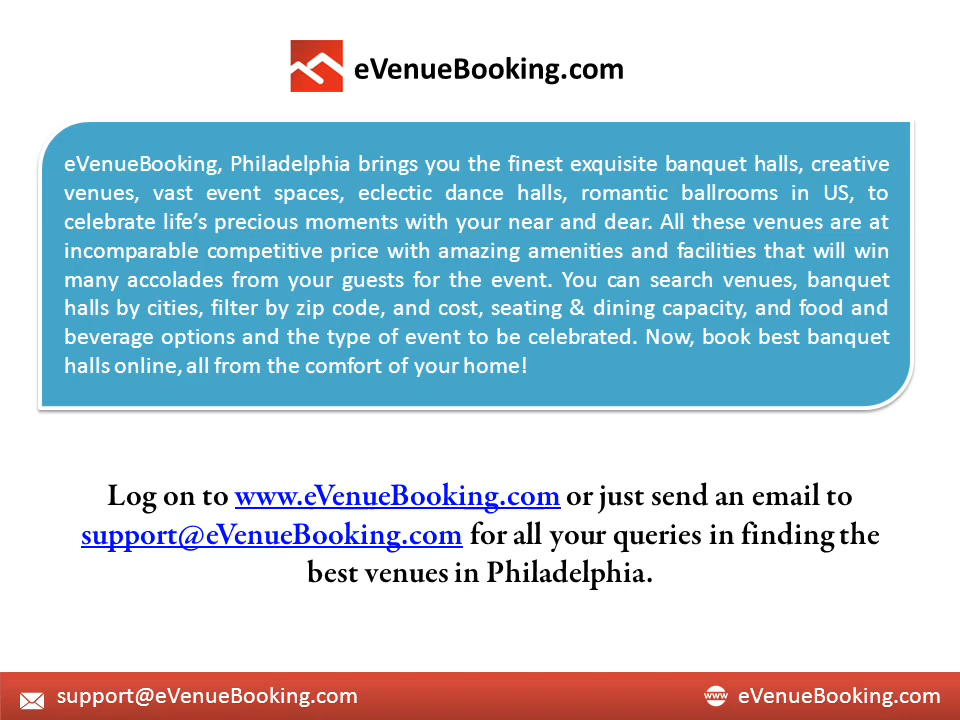 eVenueBooking.com
eVenueBooking, Philadelphia brings you the finest exquisite banquet halls, creative
venues, vast event spaces, eclectic dance halls, romantic ballrooms in US, to
celebrate life’s precious moments with your near and dear. All these venues are at
incomparable competitive price with amazing amenities and facilities that will win
many accolades from your guests for the event. You can search venues, banquet
halls by cities, filter by zip code, and cost, seating & dining capacity, and food and
beverage options and the type of event to be celebrated. Now, book best banquet
halls online, all from the comfort of your home!
Log on to www.eVenueBooking.com or just send an email to
support@eVenueBooking.com for all your queries in finding the
best venues in Philadelphia.
support@eVenueBooking.com
www eVenueBooking.com